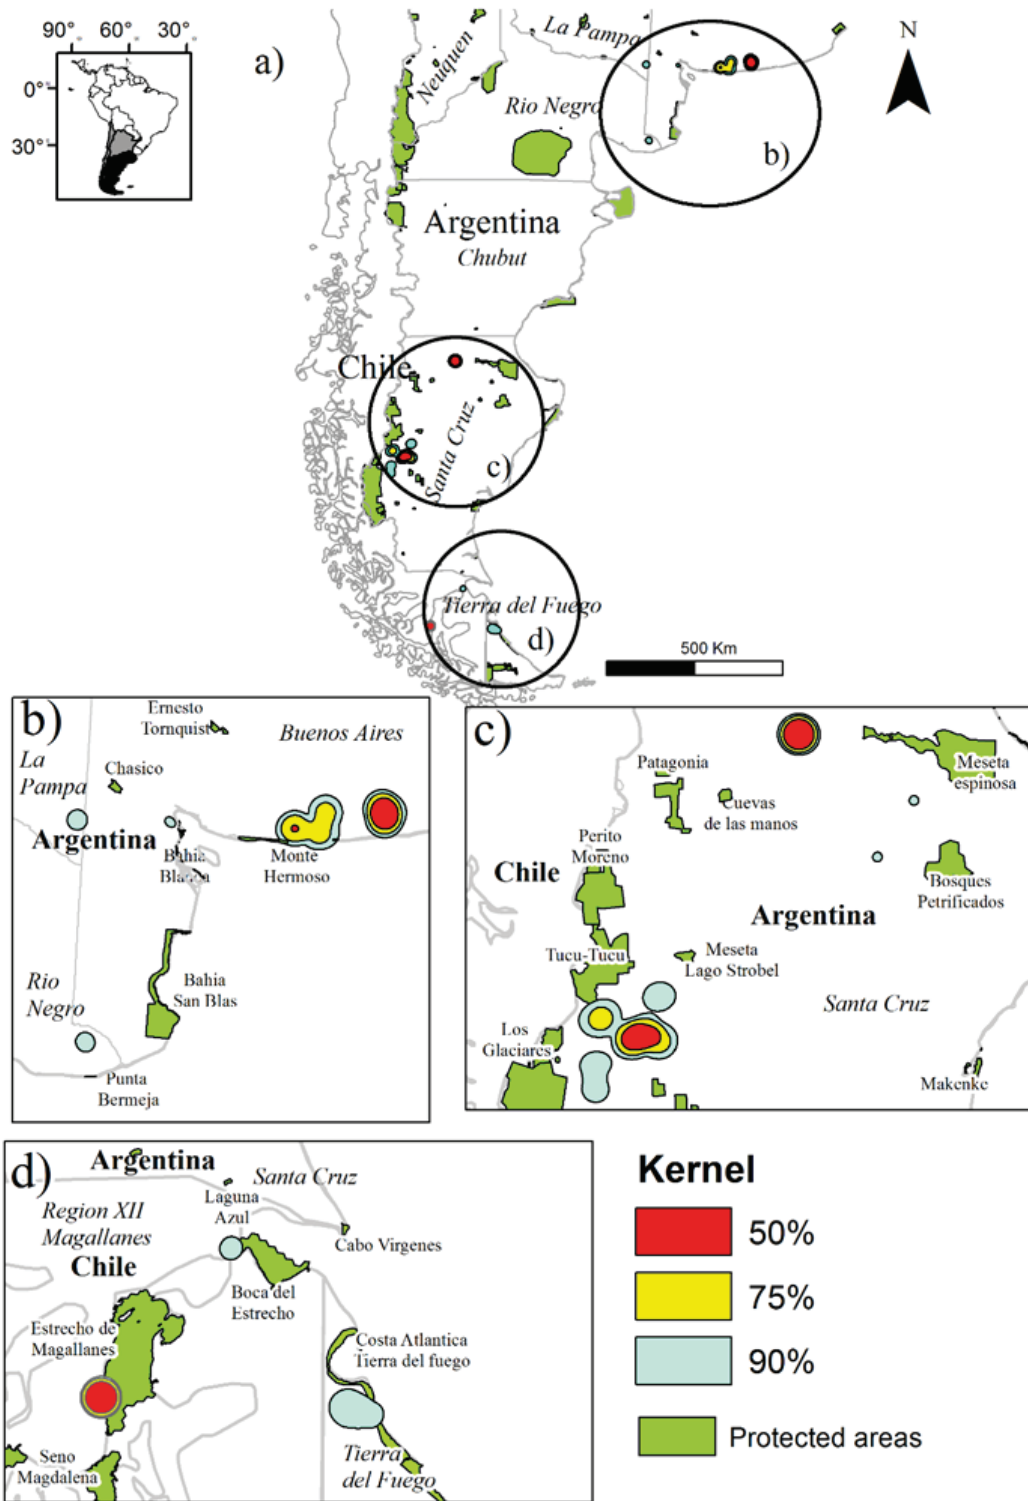 90° 60° 30°
0°
30°
a)
N
La Pampa
Neuquen
Rio Negro
b)
Argentina
Chubut
Chile
Santa Cruz
c)
Tierra del Fuego
d)
500 Km
b)
Ernesto
Tornquist
Buenos Aires
La
Pampa
Chasico
Argentina
Bahia
Blanca
Monte
Hermoso
Rio
Negro
Bahia
San Blas
Punta
Bermeja
c)
Patagonia
Meseta
espinosa
Cuevas
de las manos
Perito
Moreno
Chile
Bosques
Petrificados
Argentina
Tucu-Tucu
Meseta
Lago Strobel
Santa Cruz
Los
Glaciares
Makenke
d)
Argentina
Santa Cruz
Laguna
Azul
Region XII
Magallanes
Cabo Virgenes
Chile
Boca del
Estrecho
Estrecho de
Magallanes
Costa Atlantica
Tierra del fuego
Seno
Magdalena
Tierra
del Fuego
Kernel
50%
75%
90%
Protected areas